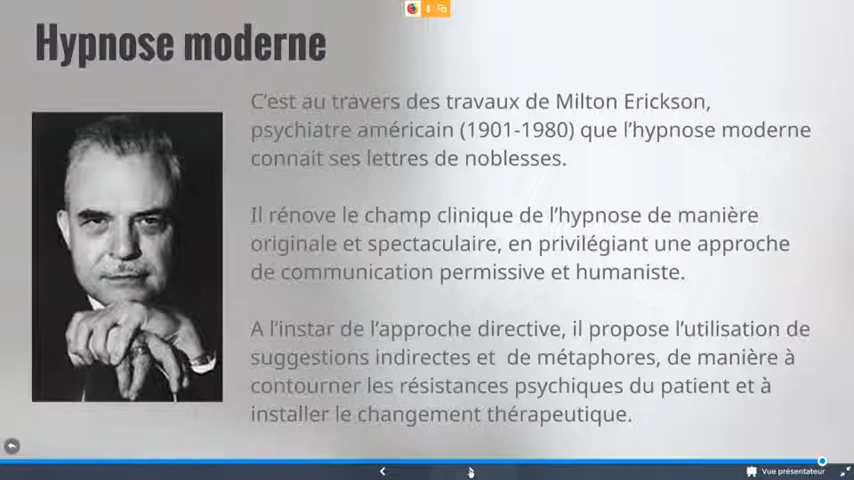 Hypnose moderne
C'est au travers des travaux de Milton Erickson,
psychiatre américain (1901-1980) que l'hypnose moderne
connait ses lettres de noblesses.
Il rénove le champ clinique de l'hypnose de manière
originale et spectaculaire, en privilégiant une approche
de communication permissive et humaniste.
A l'instar de l'approche directive, il propose l'utilisation de
suggestions indirectes et  de métaphores, de manière à
contourner les résistances psychiques du patient et à
installer le changement thérapeutique.
Vue présentateur